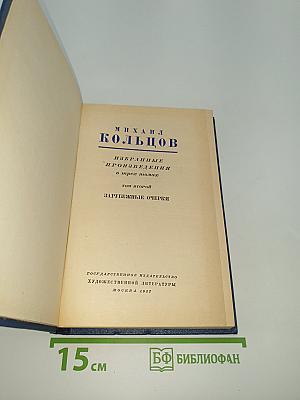 МИХАИЛ
КОЛЬЦОВ
ИЗБРАННЫЕ
ПРОИЗВЕДЕНИЯ
в трех томах
том второй
ЗАРУБЕЖНЫЕ ОЧЕРКИ
ГОСУДАРСТВЕННОЕ ИЗДАТЕЛЬСТВО
ХУДОЖЕСТВЕННОЙ ЛИТЕРАТУРЫ
МОСКВА 1957
15 см
БФ БИБЛИОФАН